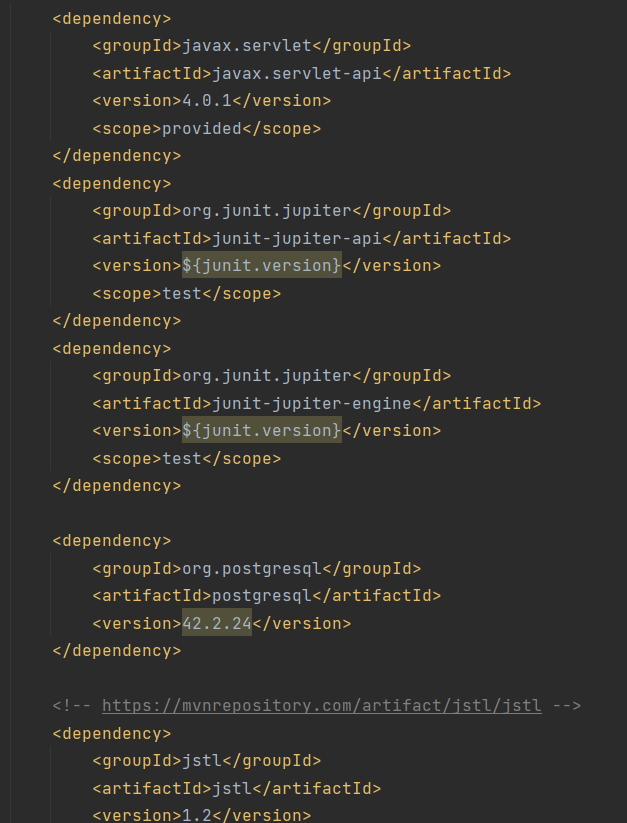 <dependency>
<groupId>javax.servlet</groupId>
<artifactId>javax.servlet-api</artifactId>
<version>4.0.1</version>
<scope>provided</scope>
</dependency>
<dependency>
<groupId>org.junit.jupiter</groupId>
<artifactId>junit-jupiter-api</artifactId>
<version>${junit.version}</version>
<scope>test</scope>
</dependency>
<dependency>
<groupId>org.junit.jupiter</groupId>
<artifactId>junit-jupiter-engine</artifactId>
<version>${junit.version}</version>
<scope>test</scope>
</dependency>
<dependency>
<groupId>org.postgresql</groupId>
<artifactId>postgresql</artifactId>
<version>42.2.24</version>
</dependency>
<!-- https://mvnrepository.com/artifact/jstl/jstl -->
<dependency>
<groupId>jstl</groupId>
<artifactId>jstl</artifactId>
<version>1.2</version>